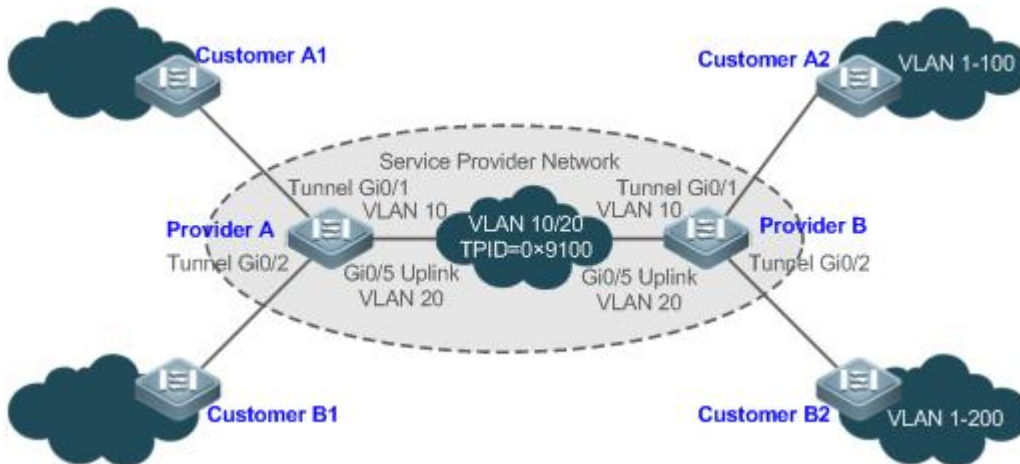 Customer A1
Customer A2
VLAN 1-100
Service Provider Network
Tunnel Gi0/1
VLAN 10
Tunnel Gi0/1
VLAN 10
Provider A
VLAN 10/20
TPID=0×9100
Provider B
Tunnel Gi0/2
Gi0/5 Uplink
VLAN 20
Gi0/5 Uplink
VLAN 20
Tunnel Gi0/2
Customer B1
Customer B2
VLAN 1-200